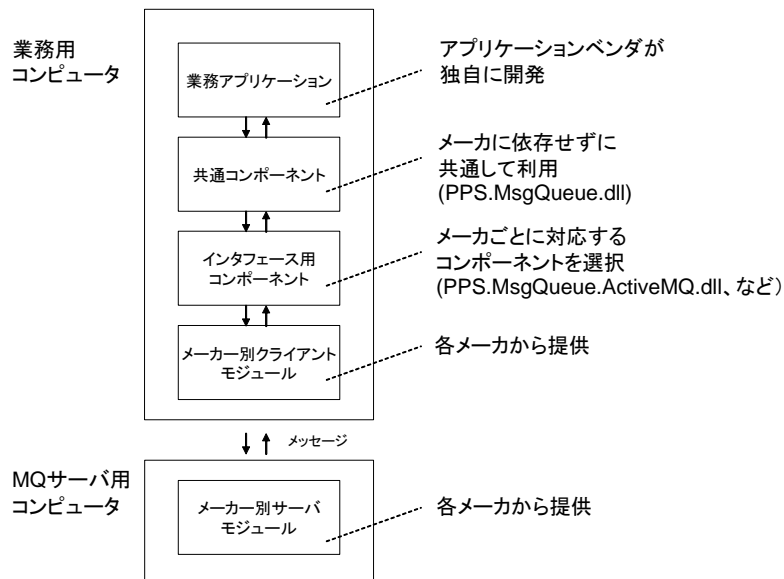 業務用
コンピュータ
業務アプリケーション
アプリケーションベンダが
独自に開発
共通コンポーネント
メーカに依存せずに
共通して利用
(PPS.MsgQueue.dll)
インタフェース用
コンポーネント
メーカごとに対応する
コンポーネントを選択
(PPS.MsgQueue.ActiveMQ.dll、など)
メーカー別クライアント
モジュール
各メーカから提供
メッセージ
MQサーバ用
コンピュータ
メーカー別サーバ
モジュール
各メーカから提供